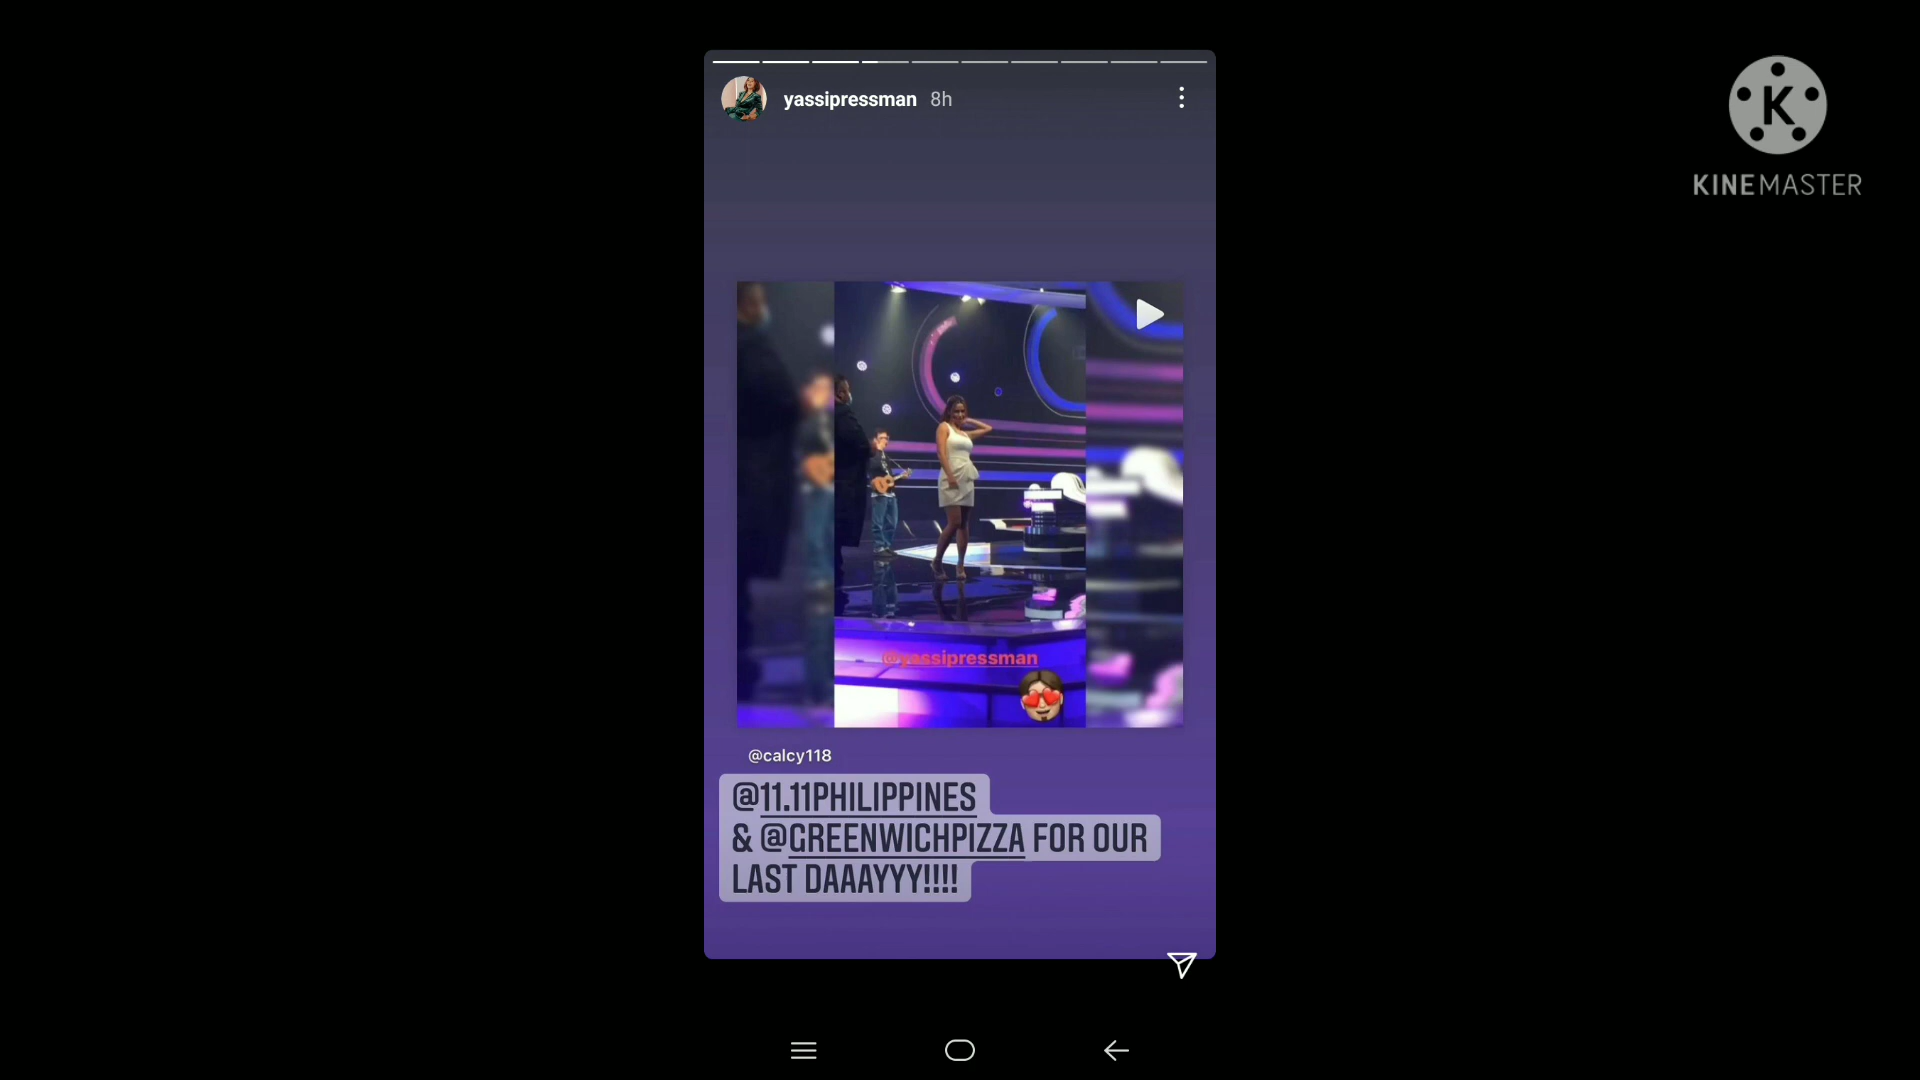 yassipressman 8h
K
KINEMASTER
@yassipressman
@calcy118
@11.11PHILIPPINES
& @GREENWICHPIZZA FOR OUR
LAST DAAAYYY!!!!